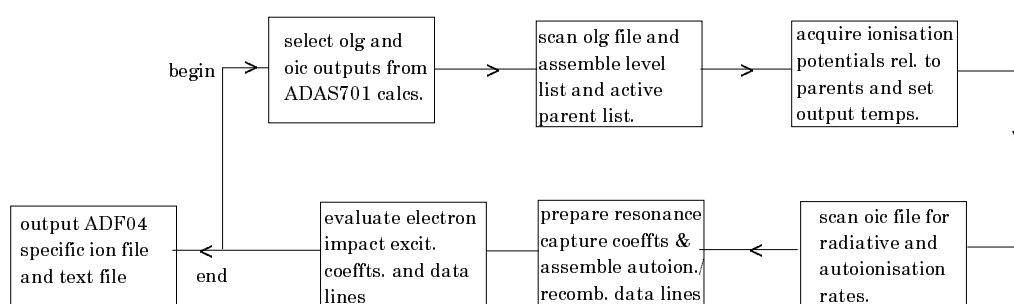 begin
select olg and
oic outputs from
ADAS701 calcs.
scan olg file and
assemble level
list and active
parent list.
acquire ionisation
potentials rel. to
parents and set
output temps.
scan oic file for
radiative and
autoionisation
rates.
prepare resonance
capture coeffts &
assemble autoion./
recomb. data lines
evaluate electron
impact excit.
coeffts. and data
lines
end
output ADF04
specific ion file
and text file